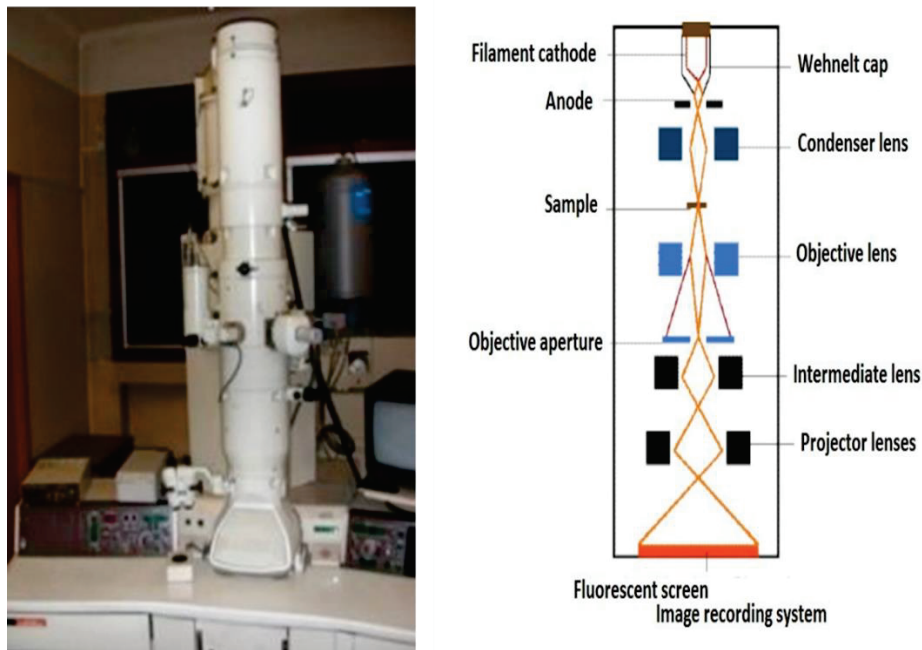 Filament cathode
Wehnelt cap
Anode
Condenser lens
Sample
Objective lens
Objective aperture
Intermediate lens
Projector lenses
Fluorescent screen
Image recording system